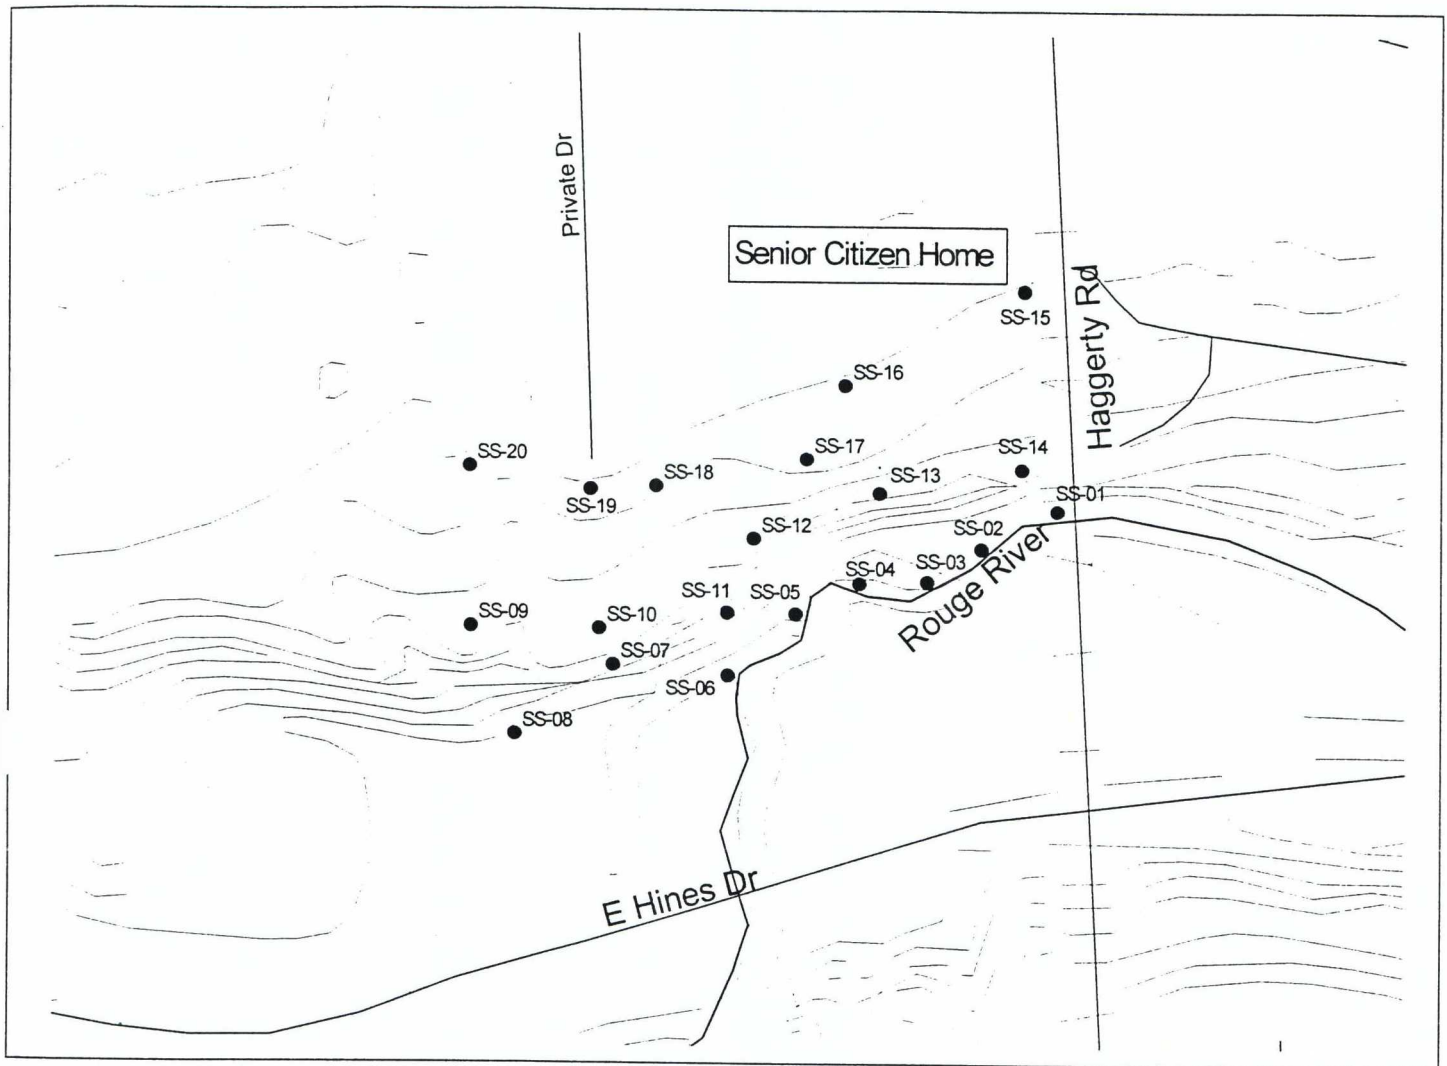 Private Dr
Senior Citizen Home
Haggerty Rd
SS-15
SS-16
SS-17
SS-14
SS-20
SS-18
SS-13
SS-19
SS-01
SS-12
SS-02
SS-04
SS-03
Rouge River
SS-11
SS-05
SS-09
SS-10
SS-07
SS-06
SS-08
E Hines Dr